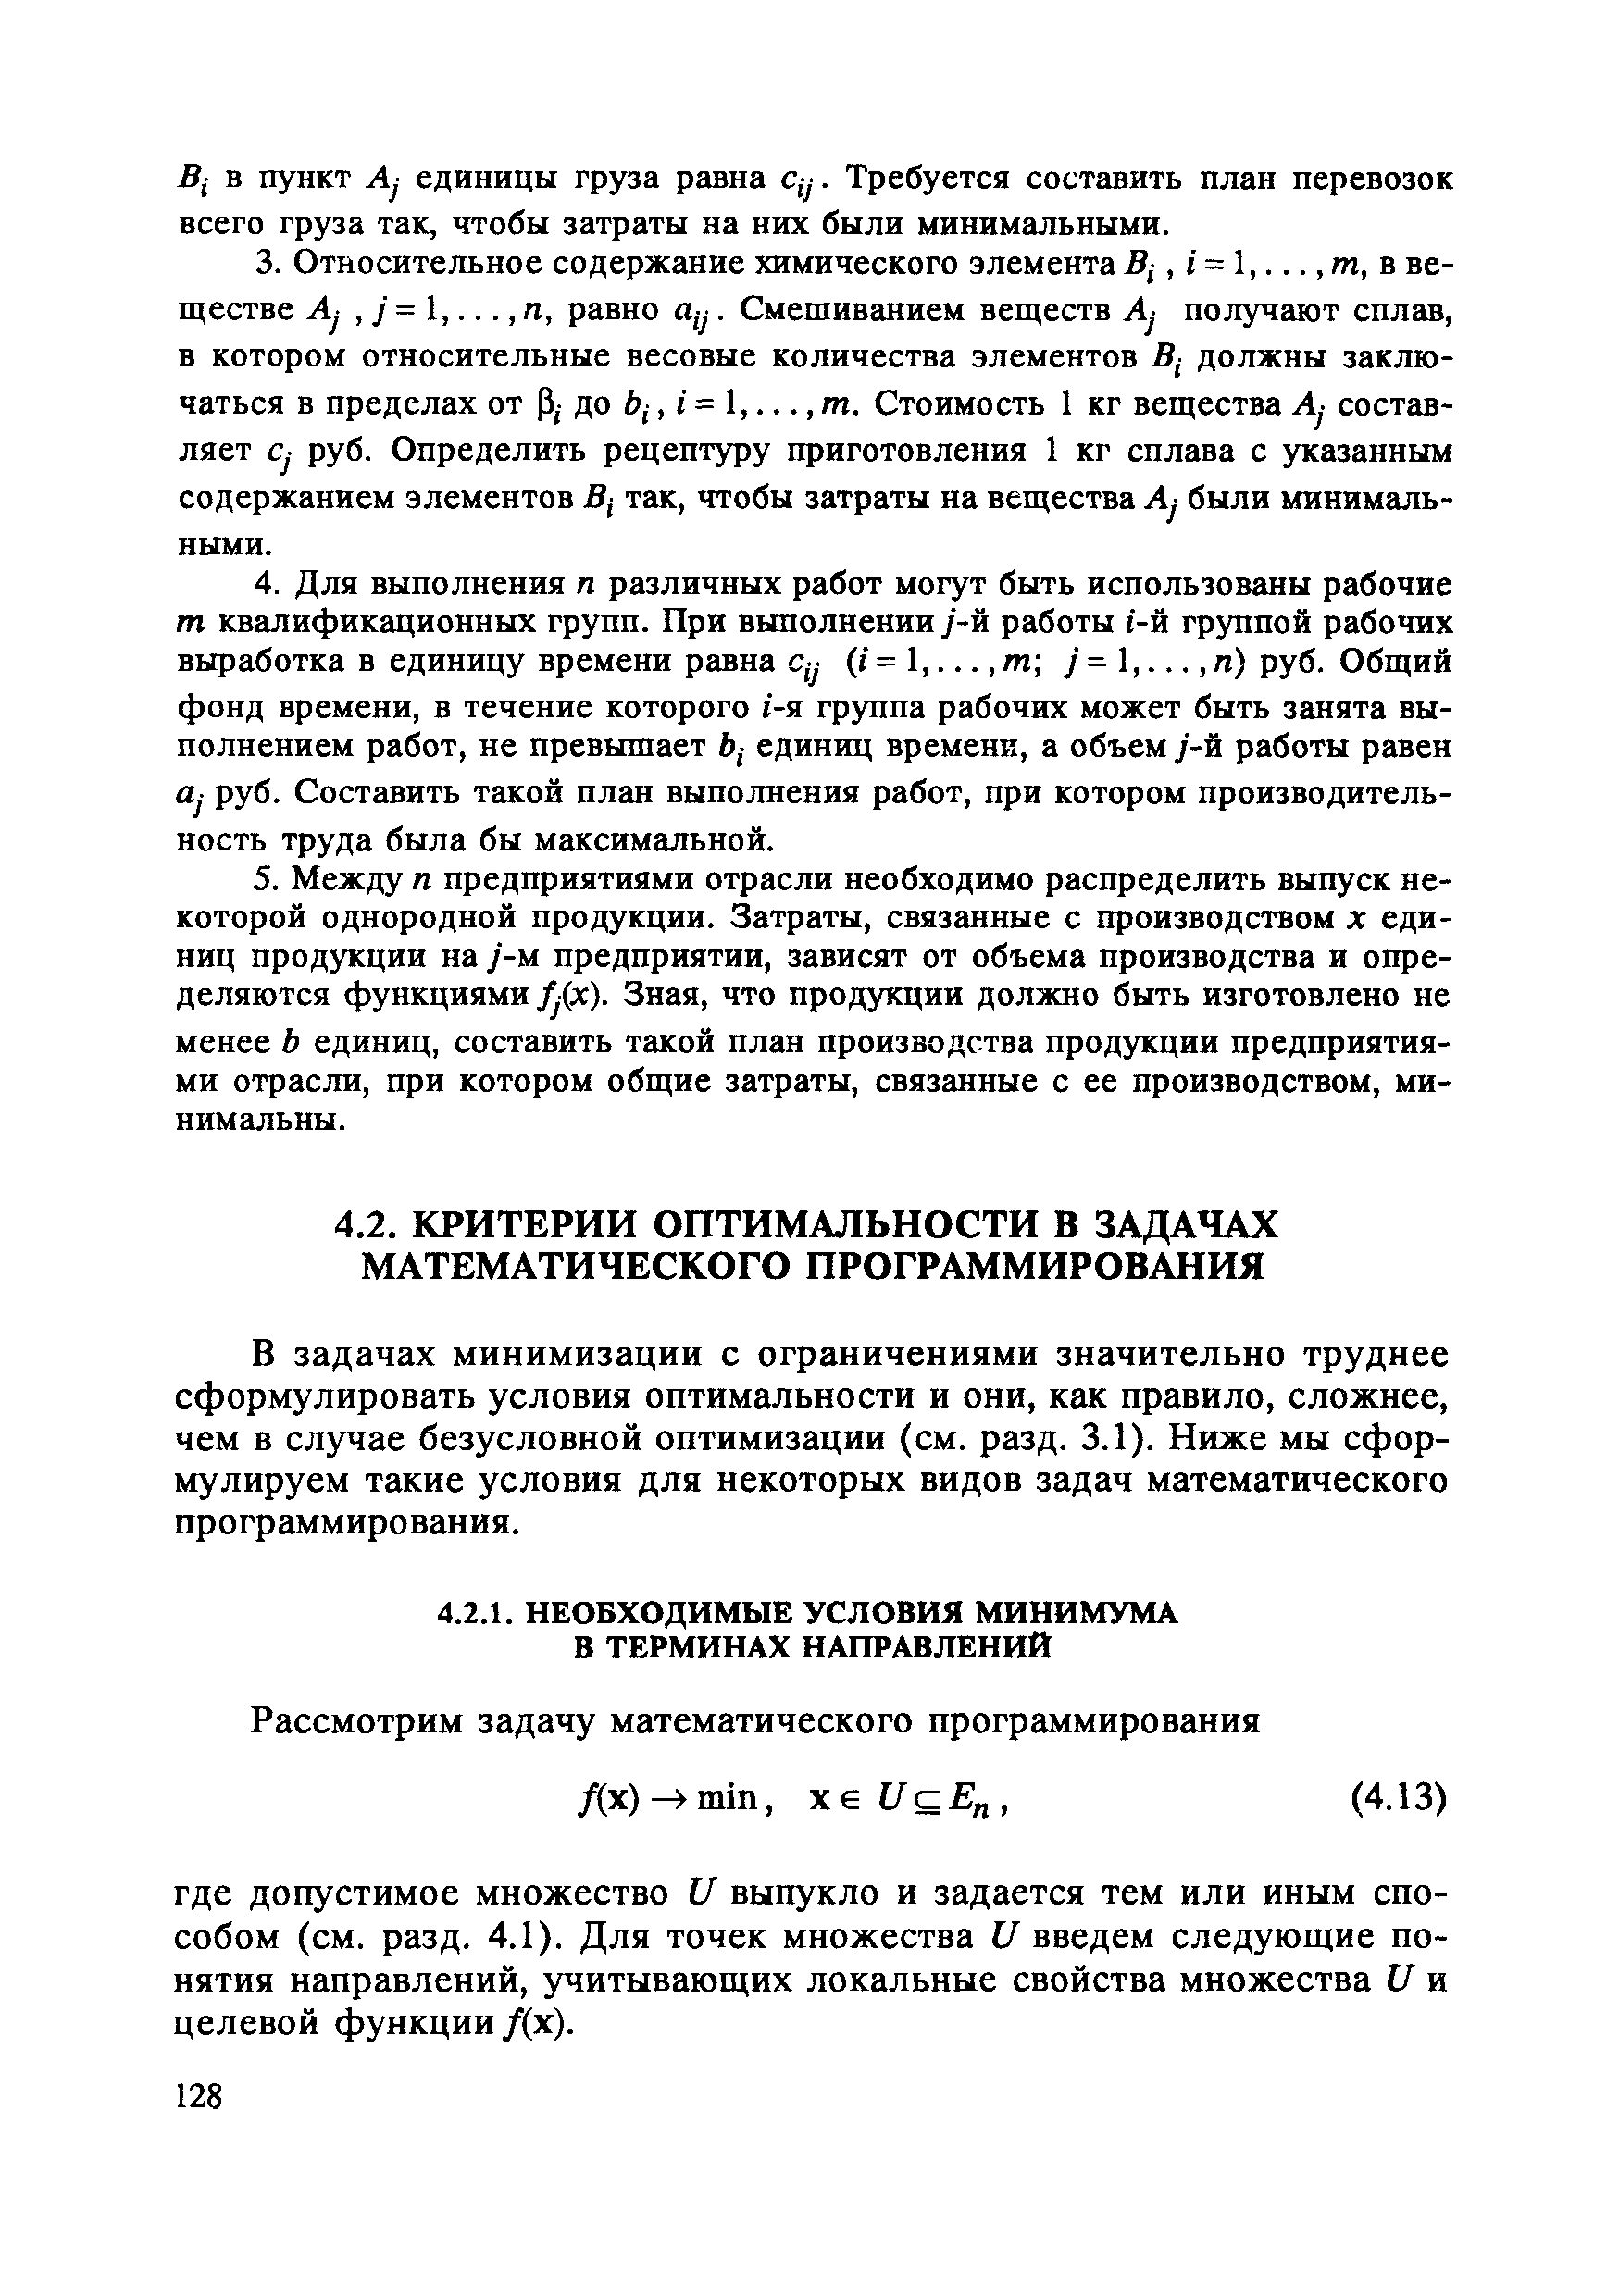 B_i в пункт A_j единицы груза равна c_ij. Требуется составить план перевозок
всего груза так, чтобы затраты на них были минимальными.
3. Относительное содержание химического элемента B_i, i = 1,...,m, в ве-
ществе A_j, j = 1,...,n, равно a_ij. Смешиванием веществ A_j получают сплав,
в котором относительные весовые количества элементов B_i должны заклю-
чаться в пределах от β_i до b_i, i = 1,...,m. Стоимость 1 кг вещества A_j состав-
ляет c_j руб. Определить рецептуру приготовления 1 кг сплава с указанным
содержанием элементов B_i так, чтобы затраты на вещества A_j были минималь-
ными.
4. Для выполнения n различных работ могут быть использованы рабочие
m квалификационных групп. При выполнении j-й работы i-й группой рабочих
выработка в единицу времени равна c_ij (i = 1,...,m; j = 1,...,n) руб. Общий
фонд времени, в течение которого i-я группа рабочих может быть занята вы-
полнением работ, не превышает b_i единиц времени, а объем j-й работы равен
a_j руб. Составить такой план выполнения работ, при котором производитель-
ность труда была бы максимальной.
5. Между n предприятиями отрасли необходимо распределить выпуск не-
которой однородной продукции. Затраты, связанные с производством x еди-
ниц продукции на j-м предприятии, зависят от объема производства и опре-
деляются функциями f_j(x). Зная, что продукции должно быть изготовлено не
менее b единиц, составить такой план производства продукции предприятия-
ми отрасли, при котором общие затраты, связанные с ее производством, ми-
нимальны.
4.2. КРИТЕРИИ ОПТИМАЛЬНОСТИ В ЗАДАЧАХ
МАТЕМАТИЧЕСКОГО ПРОГРАММИРОВАНИЯ
В задачах минимизации с ограничениями значительно труднее
сформулировать условия оптимальности и они, как правило, сложнее,
чем в случае безусловной оптимизации (см. разд. 3.1). Ниже мы сфор-
мулируем такие условия для некоторых видов задач математического
программирования.
4.2.1. НЕОБХОДИМЫЕ УСЛОВИЯ МИНИМУМА
В ТЕРМИНАХ НАПРАВЛЕНИЙ
Рассмотрим задачу математического программирования
f(x) → min, x ∈ U ⊆ E_n, (4.13)
где допустимое множество U выпукло и задается тем или иным спо-
собом (см. разд. 4.1). Для точек множества U введем следующие по-
нятия направлений, учитывающих локальные свойства множества U и
целевой функции f(x).
128